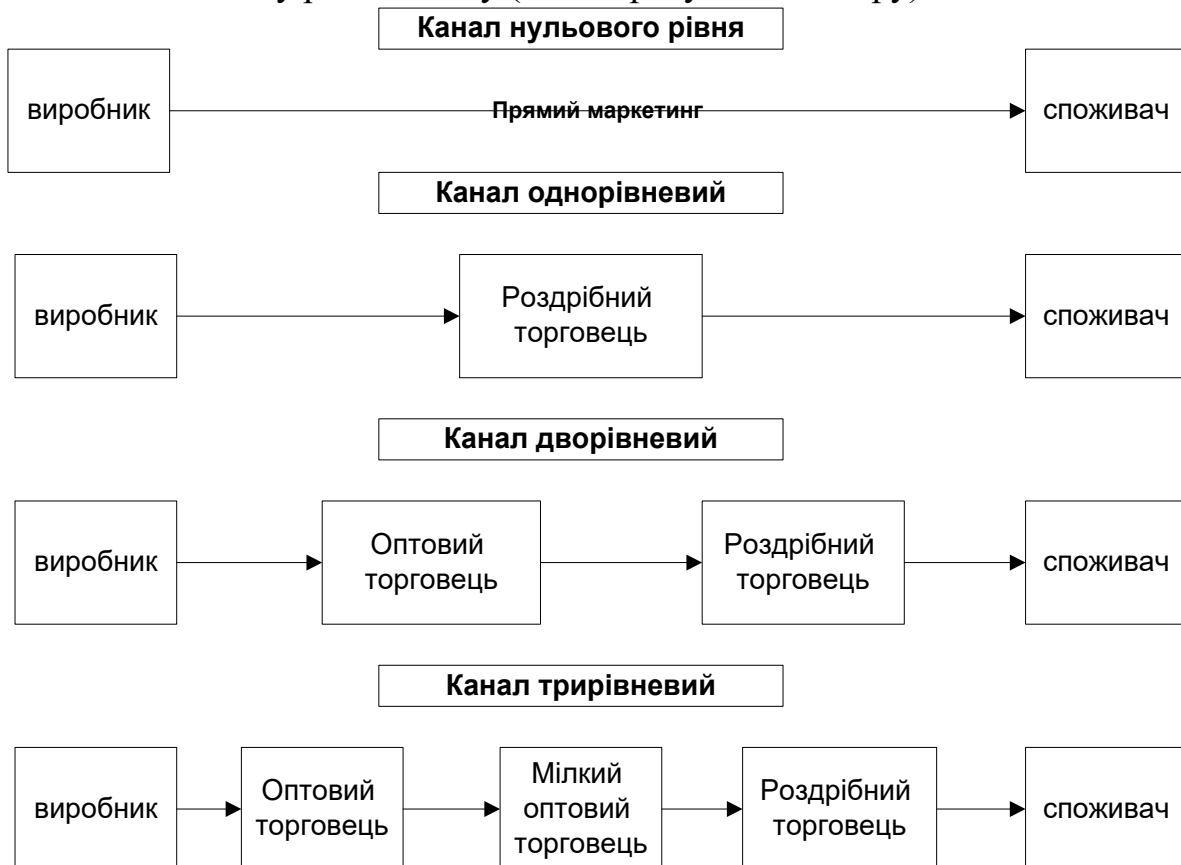 Канал нульового рівня
виробник
Прямий маркетинг
споживач
Канал однорівневий
виробник
Роздрібний
торговець
споживач
Канал дворівневий
виробник
Оптовий
торговець
Роздрібний
торговець
споживач
Канал трирівневий
виробник
Оптовий
торговець
Мілкий
оптовий
торговець
Роздрібний
торговець
споживач